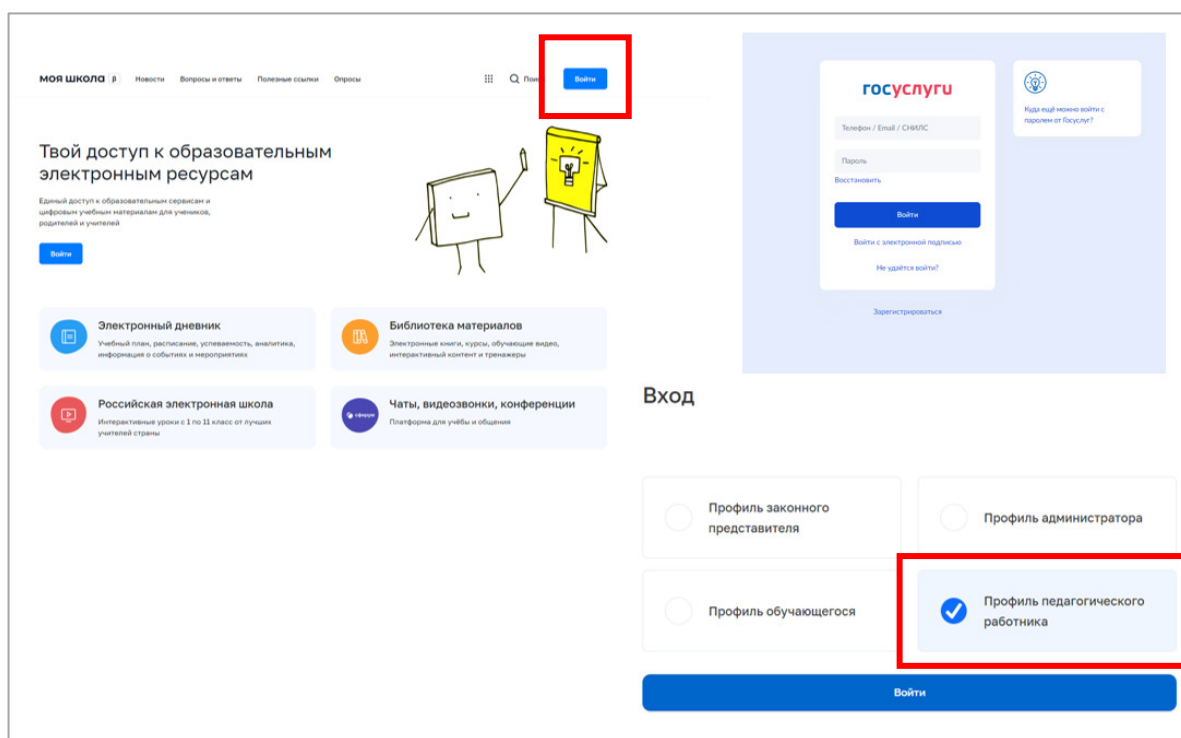 МОЯ ШКОЛА β Новости Вопросы и ответы Полезные ссылки Опросы Войти
Твой доступ к образовательным
электронным ресурсам
Единый доступ к образовательным сервисам и
цифровым учебным материалам для учеников,
родителей и учителей
Войти
Электронный дневник
Учебный план, расписание, успеваемость, аналитика,
информация о событиях и мероприятиях
Библиотека материалов
Электронные книги, курсы, обучающие видео,
интерактивный контент и тренажеры
Российская электронная школа
Интерактивные уроки с 1 по 11 класс от лучших
учителей страны
сферум
Чаты, видеозвонки, конференции
Платформа для учёбы и общения
госуслуги
Телефон / Email / СНИЛС
Пароль
Восстановить
Войти
Войти с электронной подписью
Не удаётся войти?
Зарегистрироваться
Куда ещё можно войти с
паролем от Госуслуг?
Вход
Профиль законного
представителя
Профиль администратора
Профиль обучающегося
Профиль педагогического
работника
Войти